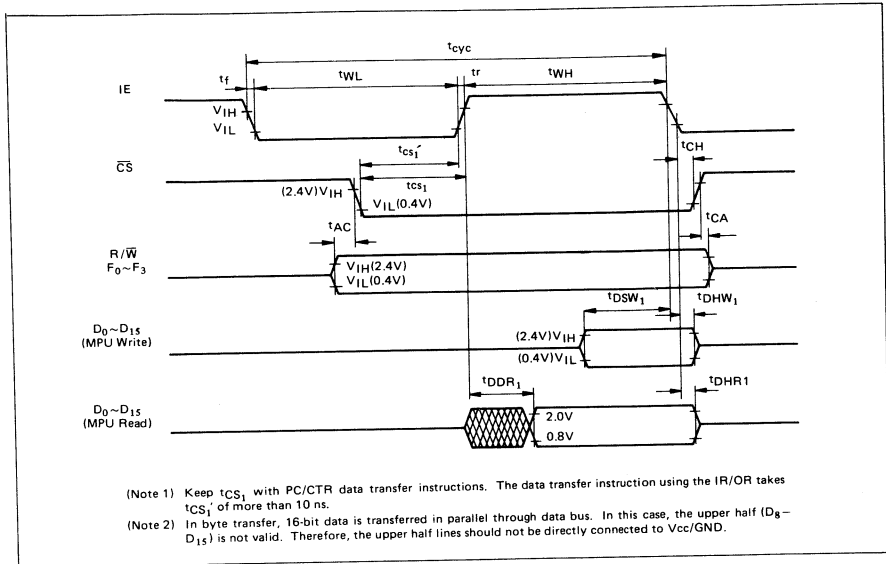 tcyc
tf
tWL
tr
tWH
IE
VIH
VIL
tcs1′
tCH
CS
tcs1
(2.4V)VIH
VIL(0.4V)
tAC
tCA
R/W
VIH(2.4V)
F0~F3
VIL(0.4V)
tDSW1
tDHW1
D0~D15
(2.4V)VIH
(MPU Write)
(0.4V)VIL
tDDR1
tDHR1
D0~D15
2.0V
(MPU Read)
0.8V
(Note 1) Keep tCS1 with PC/CTR data transfer instructions. The data transfer instruction using the IR/OR takes
tCS1′ of more than 10 ns.
(Note 2) In byte transfer, 16-bit data is transferred in parallel through data bus. In this case, the upper half (D8–
D15) is not valid. Therefore, the upper half lines should not be directly connected to Vcc/GND.